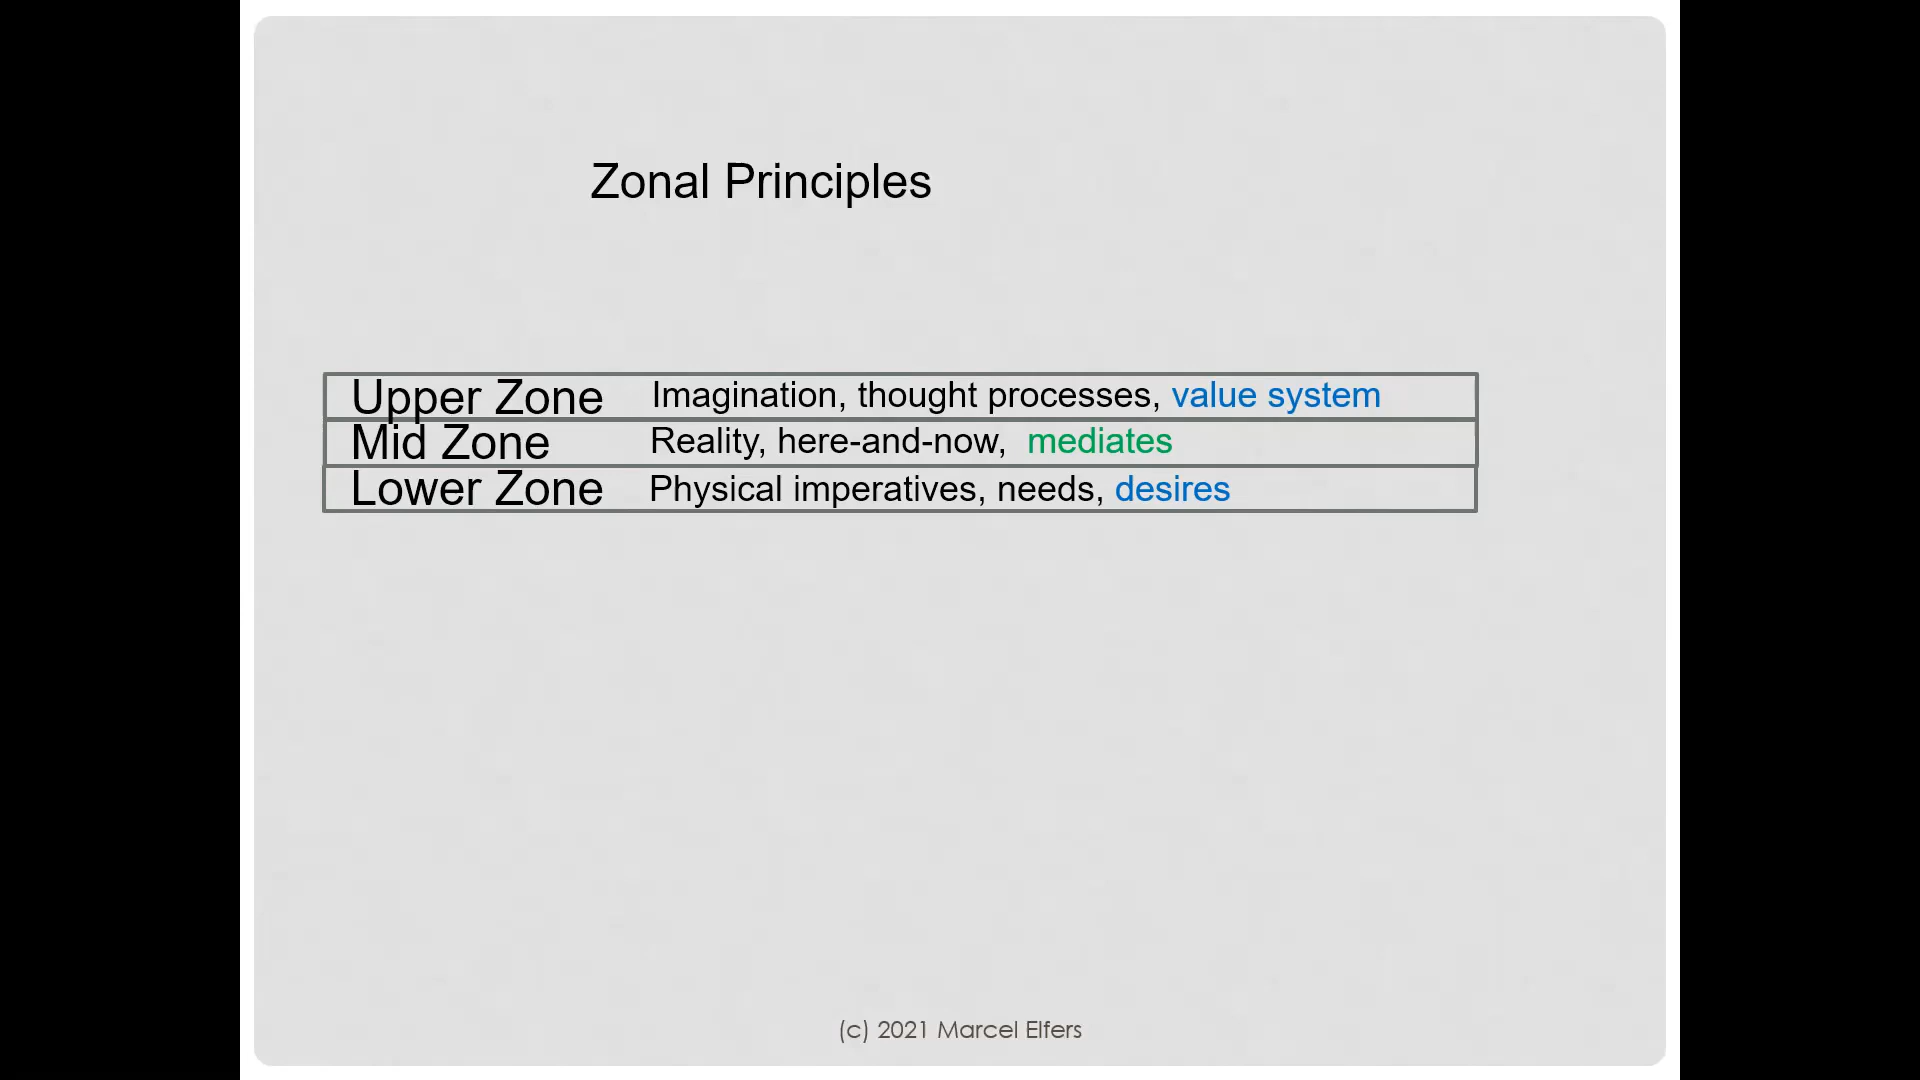 Zonal Principles
Upper Zone Imagination, thought processes, value system
Mid Zone Reality, here-and-now, mediates
Lower Zone Physical imperatives, needs, desires
(c) 2021 Marcel Elfers